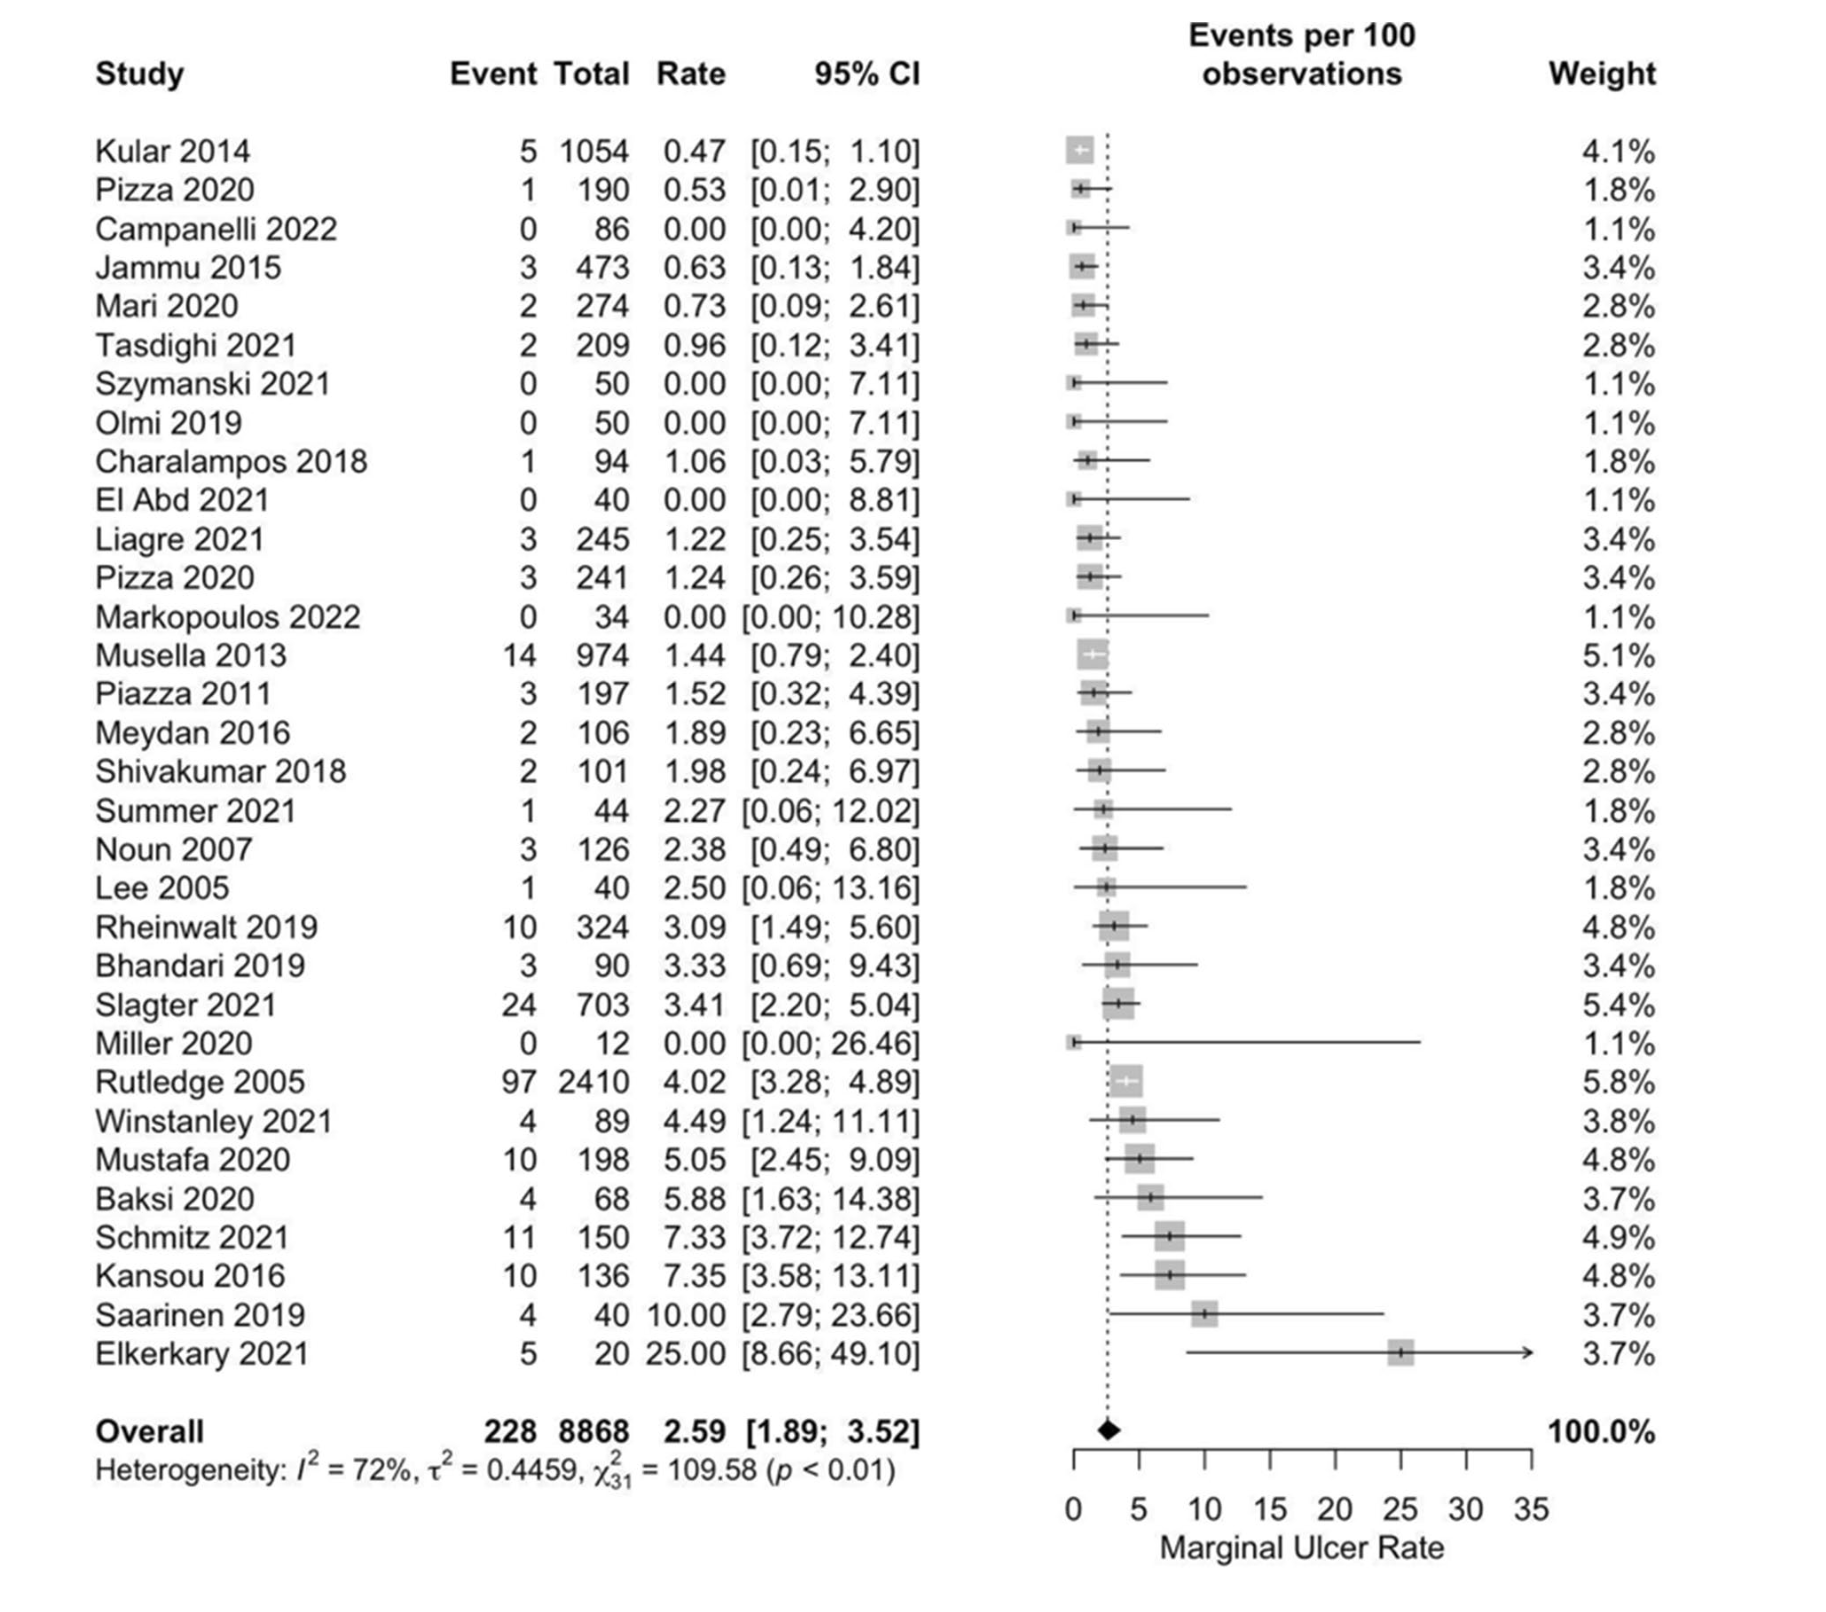 Events per 100
Study Event Total Rate 95% CI observations Weight
Kular 2014 5 1054 0.47 [0.15; 1.10] 4.1%
Pizza 2020 1 190 0.53 [0.01; 2.90] 1.8%
Campanelli 2022 0 86 0.00 [0.00; 4.20] 1.1%
Jammu 2015 3 473 0.63 [0.13; 1.84] 3.4%
Mari 2020 2 274 0.73 [0.09; 2.61] 2.8%
Tasdighi 2021 2 209 0.96 [0.12; 3.41] 2.8%
Szymanski 2021 0 50 0.00 [0.00; 7.11] 1.1%
Olmi 2019 0 50 0.00 [0.00; 7.11] 1.1%
Charalampos 2018 1 94 1.06 [0.03; 5.79] 1.8%
El Abd 2021 0 40 0.00 [0.00; 8.81] 1.1%
Liagre 2021 3 245 1.22 [0.25; 3.54] 3.4%
Pizza 2020 3 241 1.24 [0.26; 3.59] 3.4%
Markopoulos 2022 0 34 0.00 [0.00; 10.28] 1.1%
Musella 2013 14 974 1.44 [0.79; 2.40] 5.1%
Piazza 2011 3 197 1.52 [0.32; 4.39] 3.4%
Meydan 2016 2 106 1.89 [0.23; 6.65] 2.8%
Shivakumar 2018 2 101 1.98 [0.24; 6.97] 2.8%
Summer 2021 1 44 2.27 [0.06; 12.02] 1.8%
Noun 2007 3 126 2.38 [0.49; 6.80] 3.4%
Lee 2005 1 40 2.50 [0.06; 13.16] 1.8%
Rheinwalt 2019 10 324 3.09 [1.49; 5.60] 4.8%
Bhandari 2019 3 90 3.33 [0.69; 9.43] 3.4%
Slagter 2021 24 703 3.41 [2.20; 5.04] 5.4%
Miller 2020 0 12 0.00 [0.00; 26.46] 1.1%
Rutledge 2005 97 2410 4.02 [3.28; 4.89] 5.8%
Winstanley 2021 4 89 4.49 [1.24; 11.11] 3.8%
Mustafa 2020 10 198 5.05 [2.45; 9.09] 4.8%
Baksi 2020 4 68 5.88 [1.63; 14.38] 3.7%
Schmitz 2021 11 150 7.33 [3.72; 12.74] 4.9%
Kansou 2016 10 136 7.35 [3.58; 13.11] 4.8%
Saarinen 2019 4 40 10.00 [2.79; 23.66] 3.7%
Elkerkary 2021 5 20 25.00 [8.66; 49.10] 3.7%
Overall 228 8868 2.59 [1.89; 3.52] 100.0%
Heterogeneity: I² = 72%, τ² = 0.4459, χ²₃₁ = 109.58 (p < 0.01)
0 5 10 15 20 25 30 35
Marginal Ulcer Rate